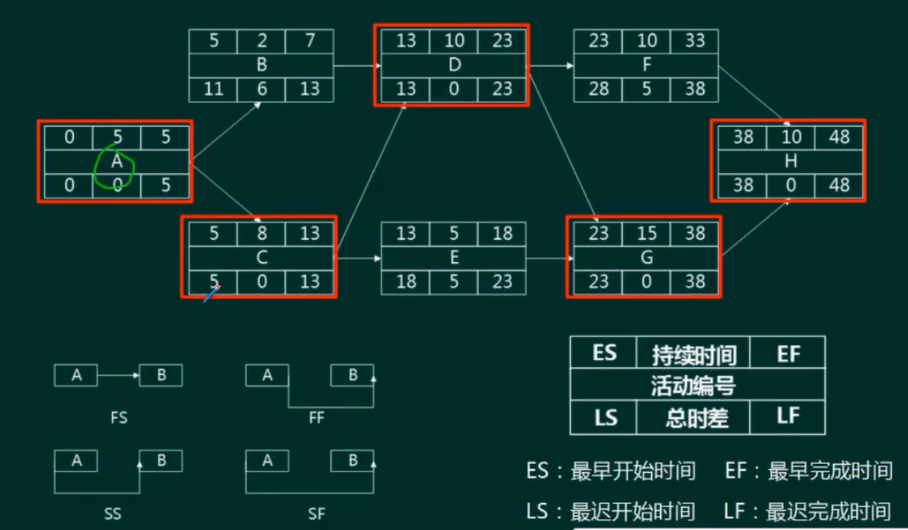 5 2 7
B
11 6 13
13 10 23
D
13 0 23
23 10 33
F
28 5 38
0 5 5
A
0 0 5
38 10 48
H
38 0 48
5 8 13
C
5 0 13
13 5 18
E
18 5 23
23 15 38
G
23 0 38
A B
FS
A B
FF
A B
SS
A B
SF
ES 持续时间 EF
活动编号
LS 总时差 LF
ES：最早开始时间 EF：最早完成时间
LS：最迟开始时间 LF：最迟完成时间